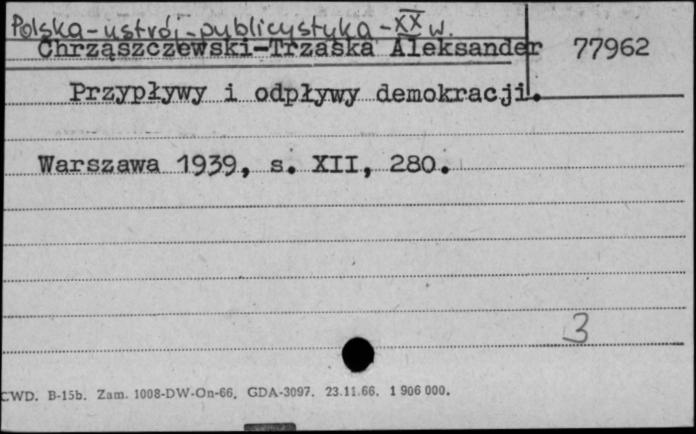 Polska - ustrój - publicystyka - XX w.
Chrząszczewski-Trzaska Aleksander 77962
Przypływy i odpływy demokracji.
Warszawa 1939, s. XII, 280.
3
CWD. B-15b. Zam. 1008-DW-On-66. GDA-3097. 23.11.66. 1 906 000.